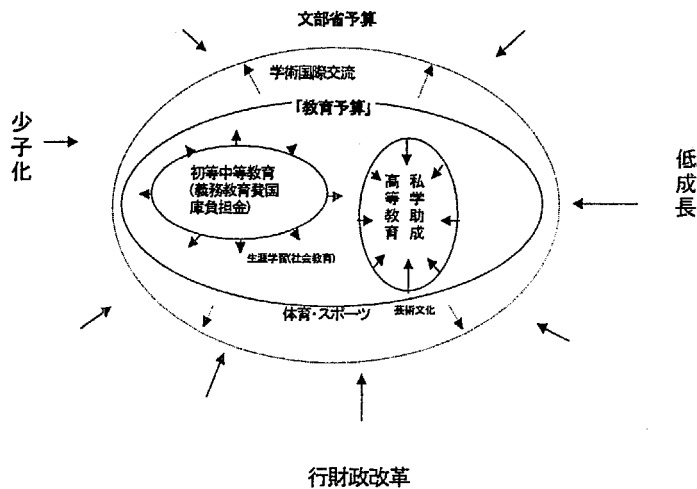 文部省予算
学術国際交流
「教育予算」
少子化
低成長
初等中等教育
(義務教育費国
庫負担金)
私学助成
高等教育
生涯学習(社会教育)
体育・スポーツ
芸術文化
行財政改革